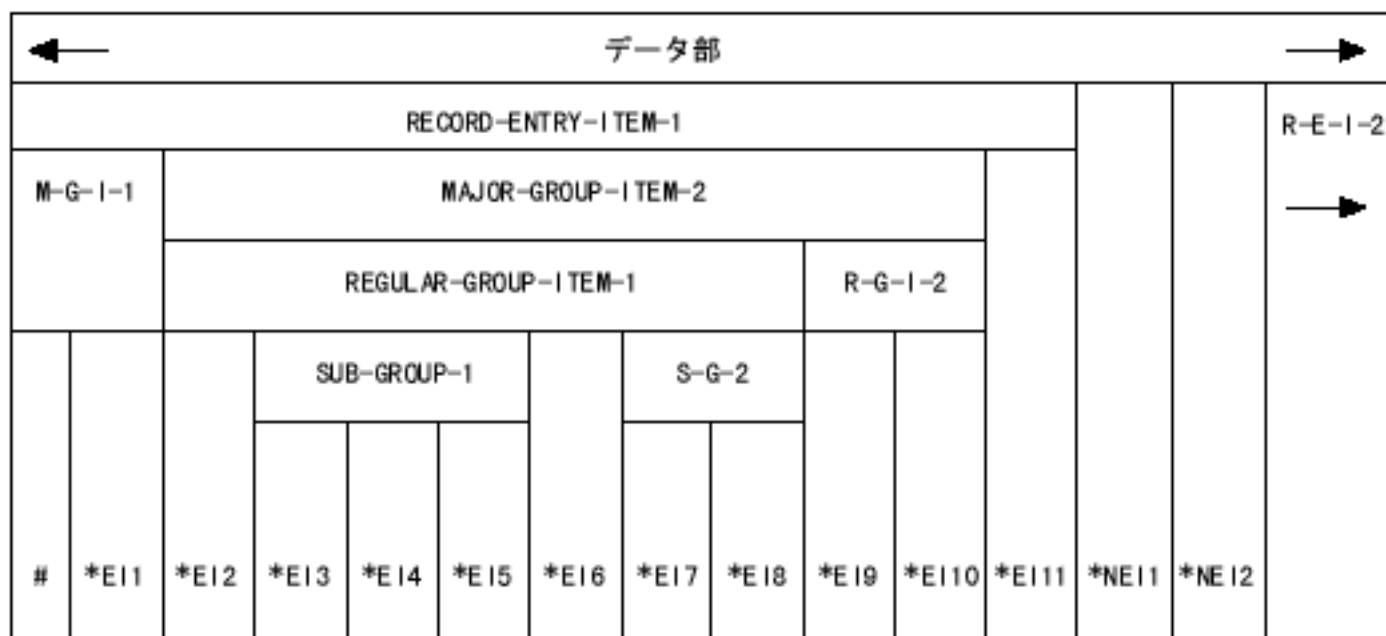 データ部
RECORD-ENTRY-ITEM-1
R-E-I-2
M-G-I-1
MAJOR-GROUP-ITEM-2
REGULAR-GROUP-ITEM-1
R-G-I-2
SUB-GROUP-1
S-G-2
# *EI1 *EI2 *EI3 *EI4 *EI5 *EI6 *EI7 *EI8 *EI9 *EI10 *EI11 *NEI1 *NEI2